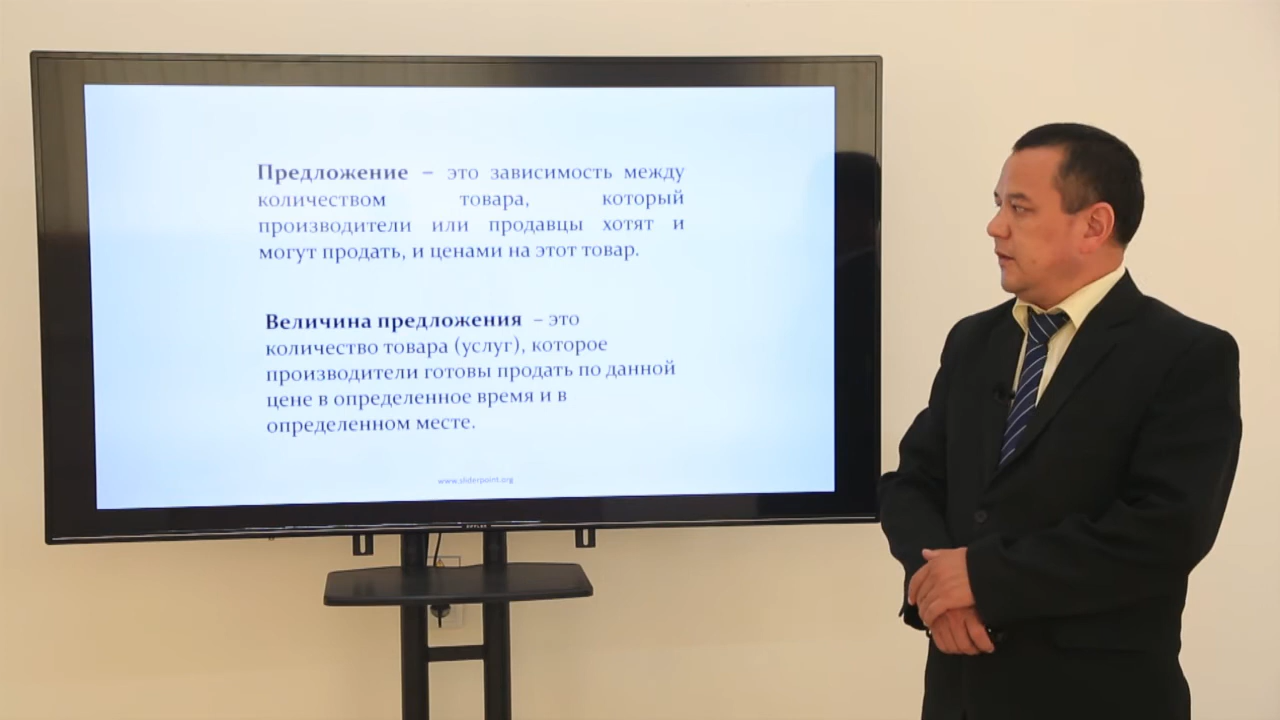 Предложение – это зависимость между
количеством товара, который
производители или продавцы хотят и
могут продать, и ценами на этот товар.
Величина предложения – это
количество товара (услуг), которое
производители готовы продать по данной
цене в определенное время и в
определенном месте.
www.sliderpoint.org